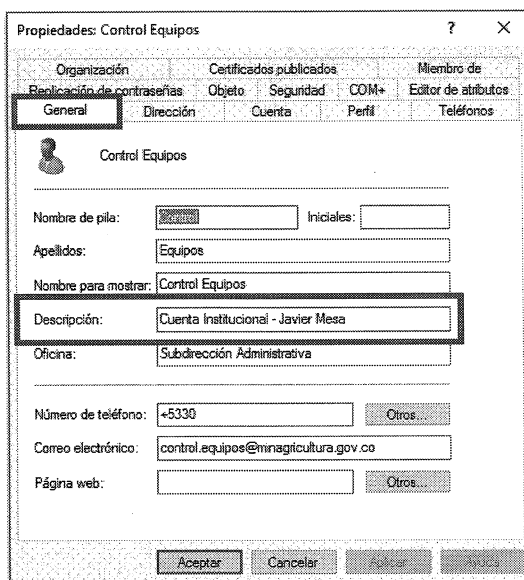 Propiedades: Control Equipos ? ×
Organización Certificados publicados Miembro de
Replicación de contraseñas Objeto Seguridad COM+ Editor de atributos
General Dirección Cuenta Perfil Teléfonos
Control Equipos
Nombre de pila: Control Iniciales:
Apellidos: Equipos
Nombre para mostrar: Control Equipos
Descripción: Cuenta Institucional - Javier Mesa
Oficina: Subdirección Administrativa
Número de teléfono: +5330 Otros...
Correo electrónico: control.equipos@minagricultura.gov.co
Página web: Otros...
Aceptar Cancelar Aplicar Ayuda